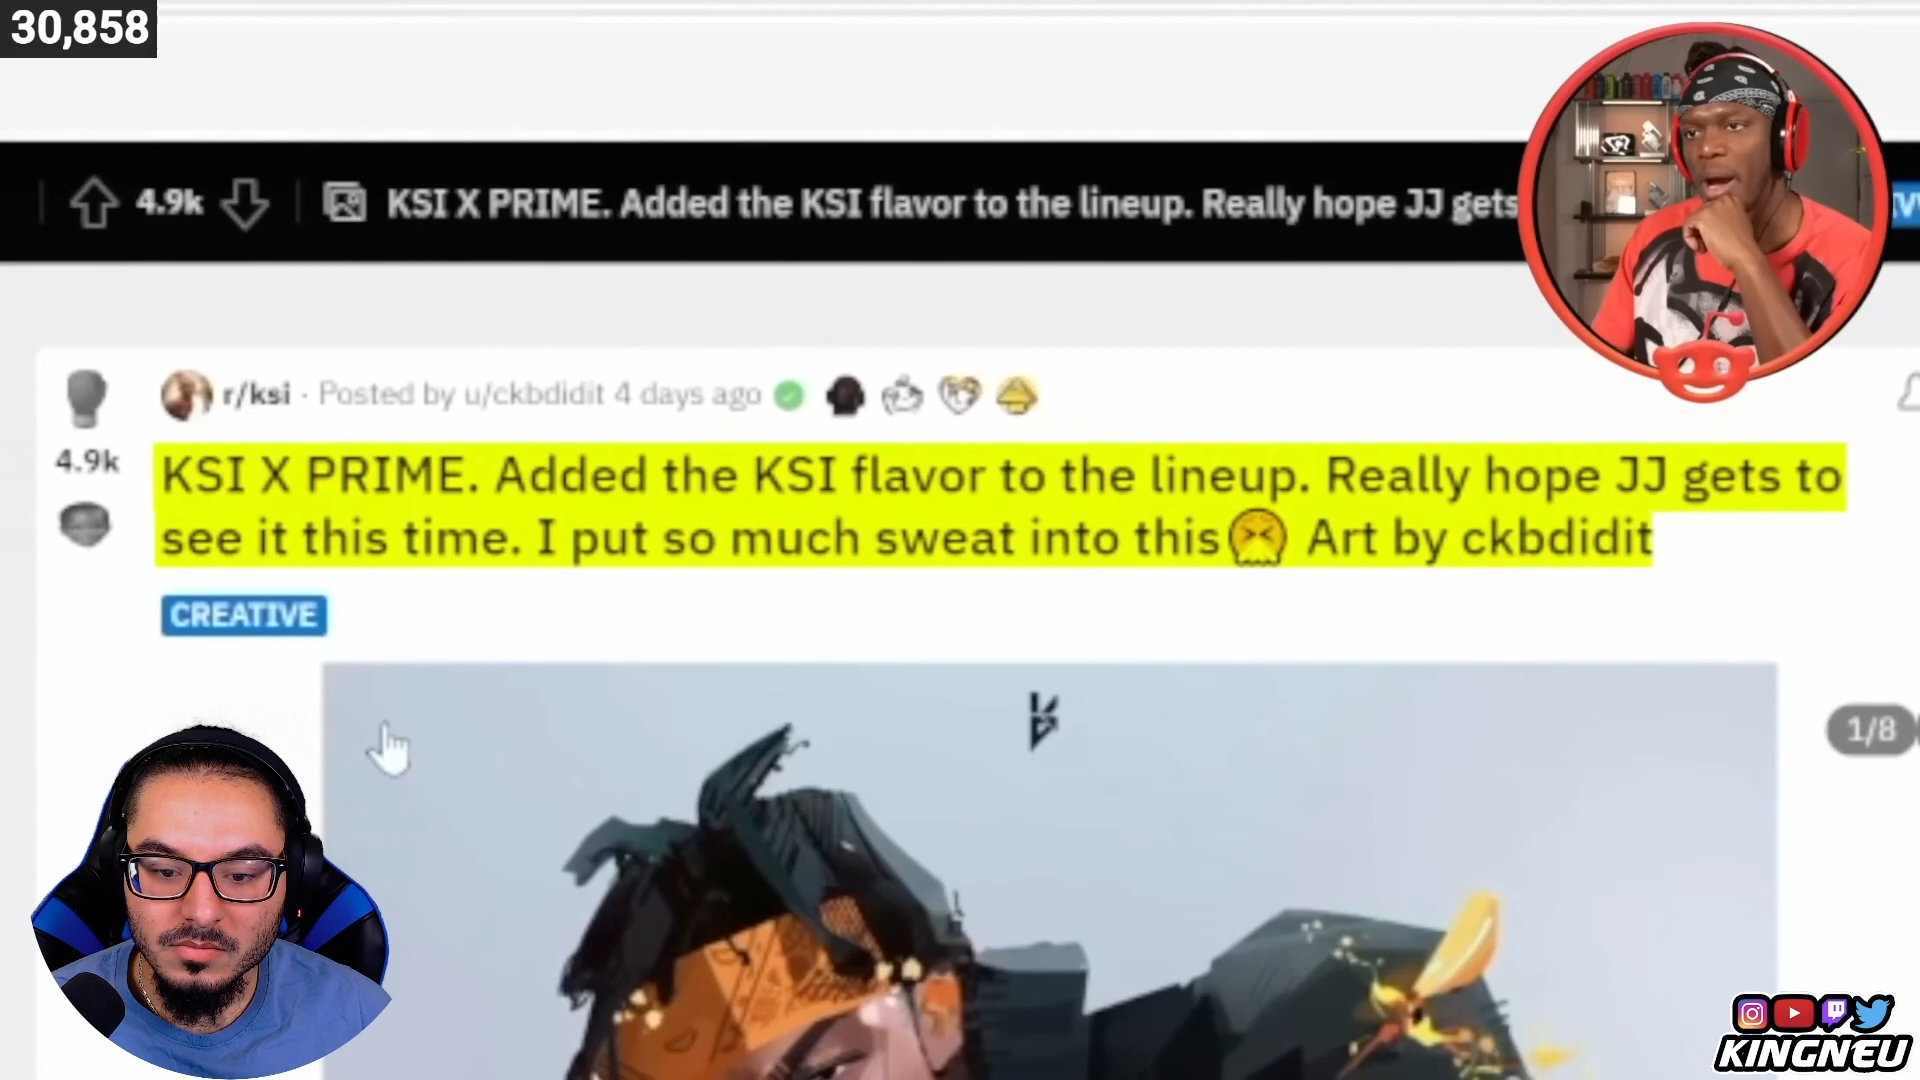 30,858
4.9k
KSI X PRIME. Added the KSI flavor to the lineup. Really hope JJ gets
r/ksi · Posted by u/ckbdidit 4 days ago
4.9k
KSI X PRIME. Added the KSI flavor to the lineup. Really hope JJ gets to
see it this time. I put so much sweat into this Art by ckbdidit
CREATIVE
1/8
KINGNEU